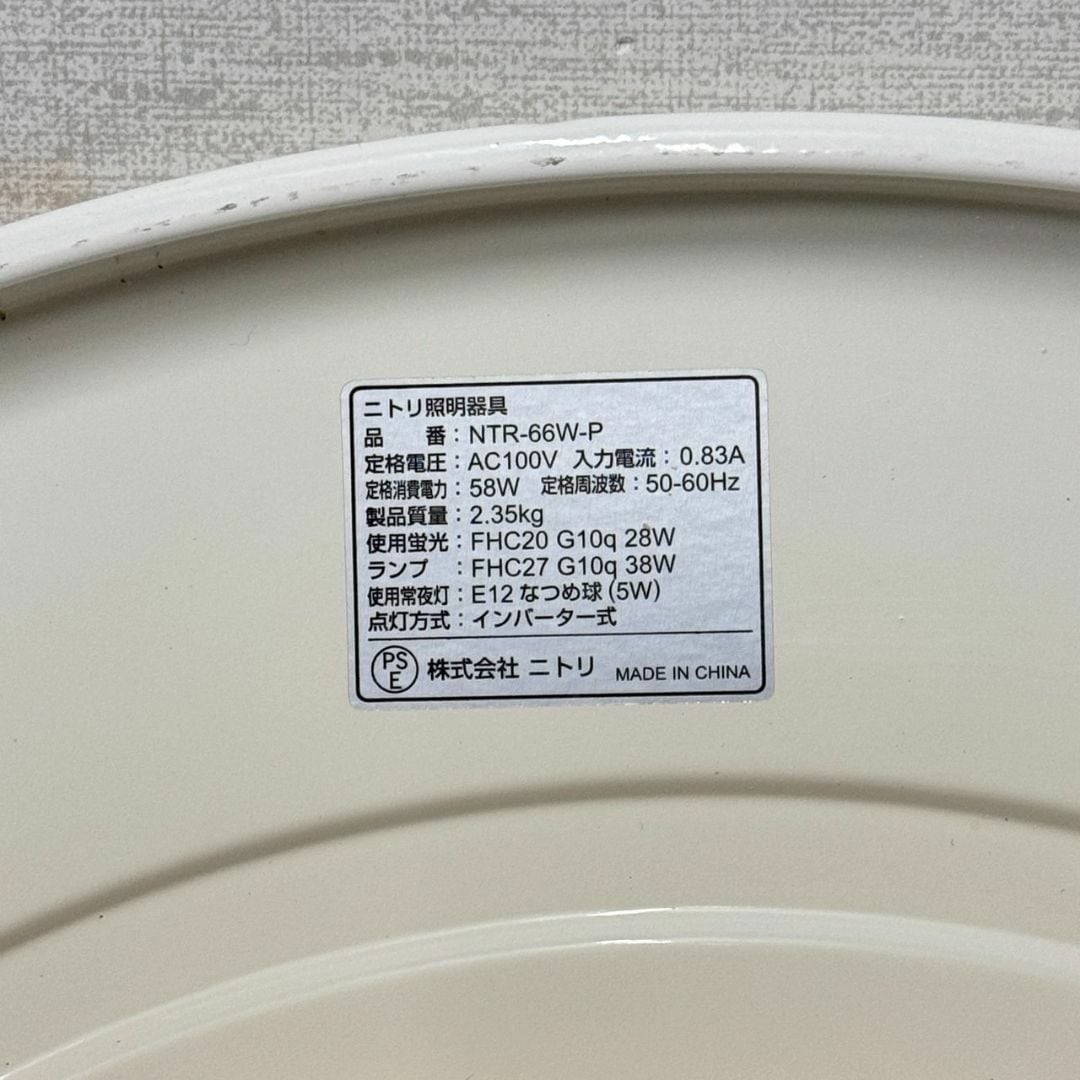 ニトリ照明器具
品　　番：NTR-66W-P
定格電圧：AC100V 入力電流：0.83A
定格消費電力：58W 定格周波数：50-60Hz
製品質量：2.35kg
使用蛍光：FHC20 G10q 28W
ランプ　：FHC27 G10q 38W
使用常夜灯：E12 なつめ球(5W)
点灯方式：インバーター式
PSE 株式会社 ニトリ MADE IN CHINA